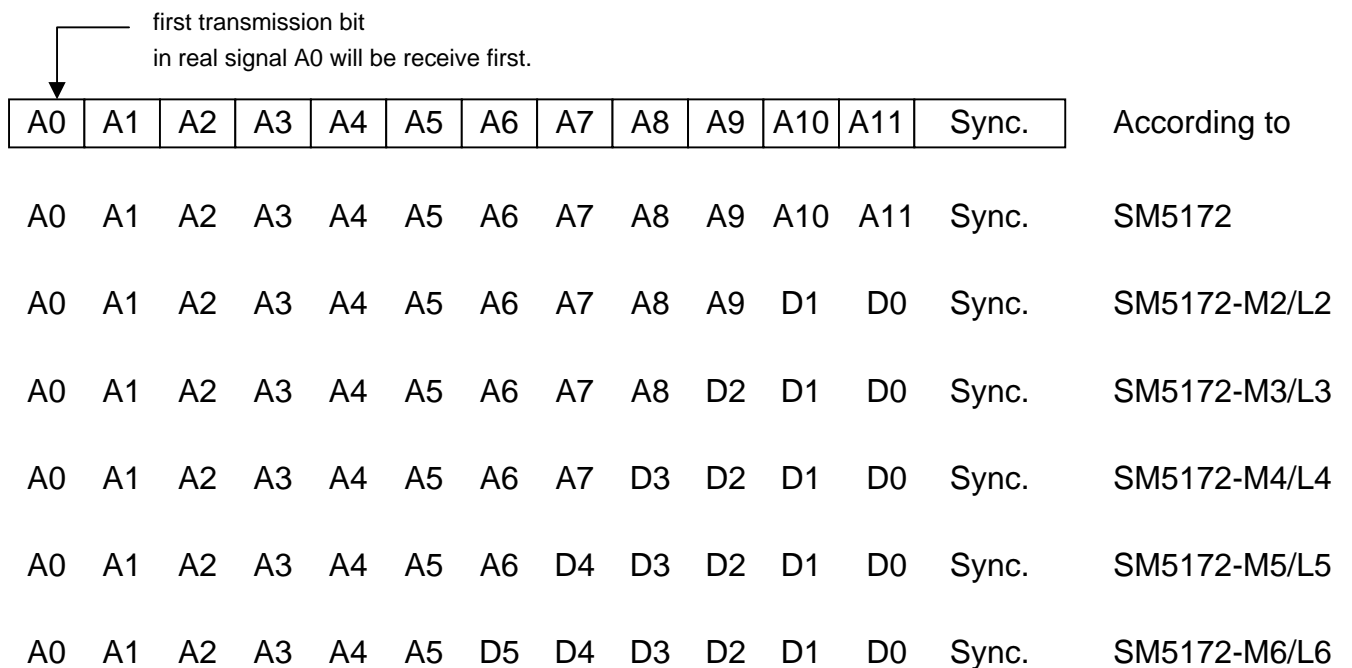 first transmission bit
in real signal A0 will be receive first.
A0 A1 A2 A3 A4 A5 A6 A7 A8 A9 A10 A11 Sync. According to
A0 A1 A2 A3 A4 A5 A6 A7 A8 A9 A10 A11 Sync. SM5172
A0 A1 A2 A3 A4 A5 A6 A7 A8 A9 D1 D0 Sync. SM5172-M2/L2
A0 A1 A2 A3 A4 A5 A6 A7 A8 D2 D1 D0 Sync. SM5172-M3/L3
A0 A1 A2 A3 A4 A5 A6 A7 D3 D2 D1 D0 Sync. SM5172-M4/L4
A0 A1 A2 A3 A4 A5 A6 D4 D3 D2 D1 D0 Sync. SM5172-M5/L5
A0 A1 A2 A3 A4 A5 D5 D4 D3 D2 D1 D0 Sync. SM5172-M6/L6